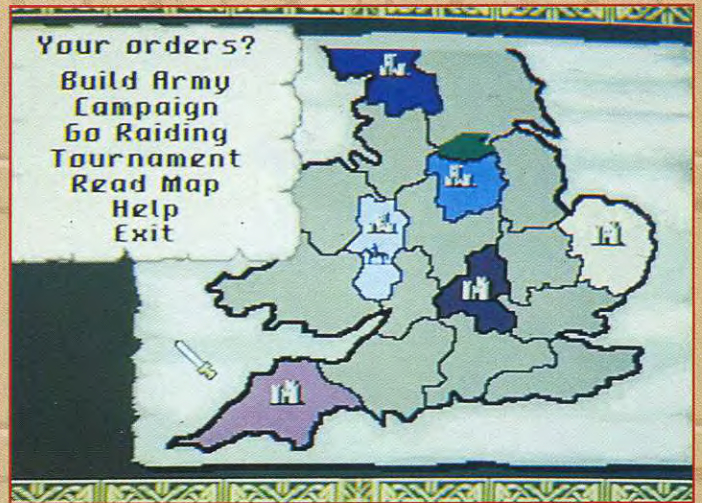 Your orders?
Build Army
Campaign
Go Raiding
Tournament
Read Map
Help
Exit